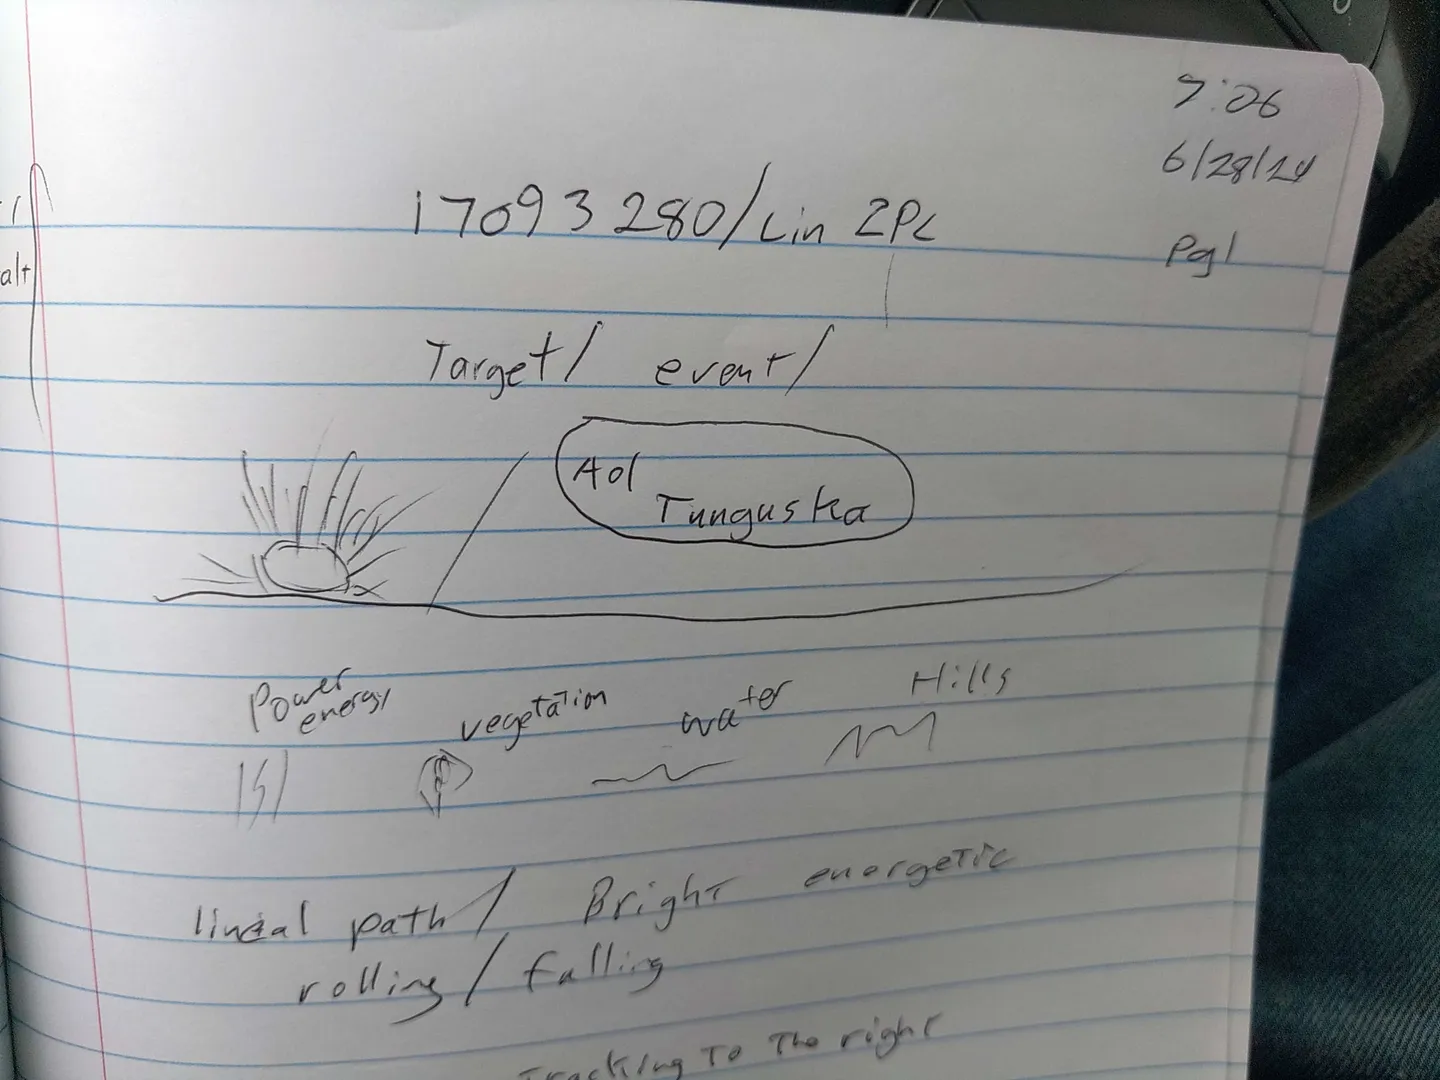 7:06
6/28/24
17093280/Lin 2Pc
Pg1
alt
Target/ event/
Aol
Tunguska
Power energy vegetation water Hills
lineal path/ Bright energetic
rolling/falling
Tracking To The right